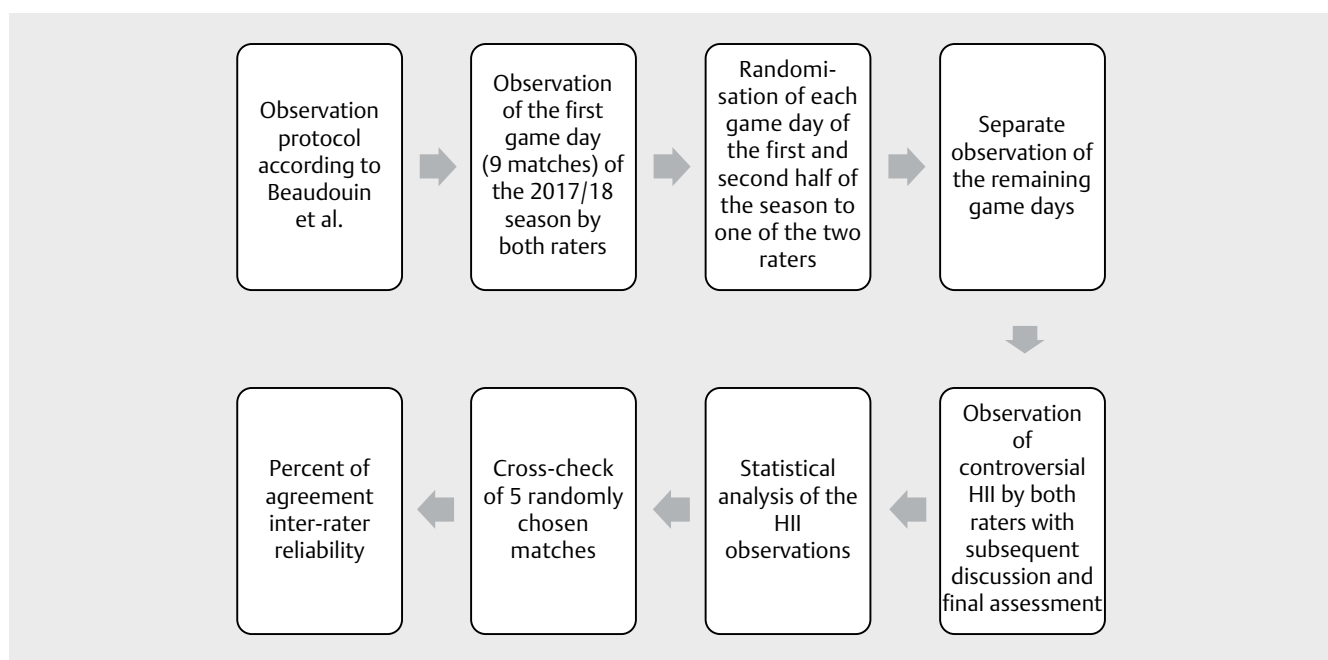 Observation
protocol
according to
Beaudouin
et al.
Observation
of the first
game day
(9 matches) of
the 2017/18
season by
both raters
Randomi-
sation of each
game day of
the first and
second half of
the season to
one of the two
raters
Separate
observation of
the remaining
game days
Observation
of
controversial
HII by both
raters with
subsequent
discussion and
final assessment
Statistical
analysis of the
HII
observations
Cross-check
of 5 randomly
chosen
matches
Percent of
agreement
inter-rater
reliability